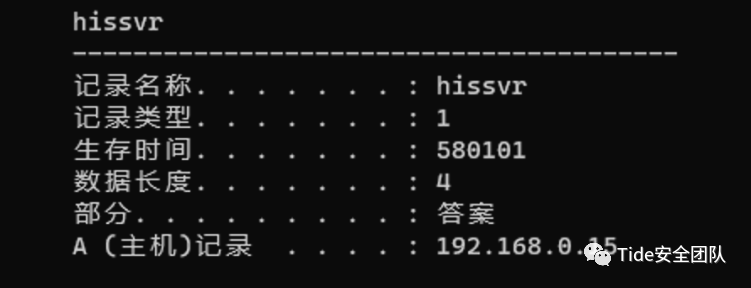 hissvr
----------------------------------------
记录名称. . . . . . . : hissvr
记录类型. . . . . . . : 1
生存时间. . . . . . . : 580101
数据长度. . . . . . . : 4
部分. . . . . . . . . : 答案
A (主机)记录 . . . . : 192.168.0.15
Tide安全团队